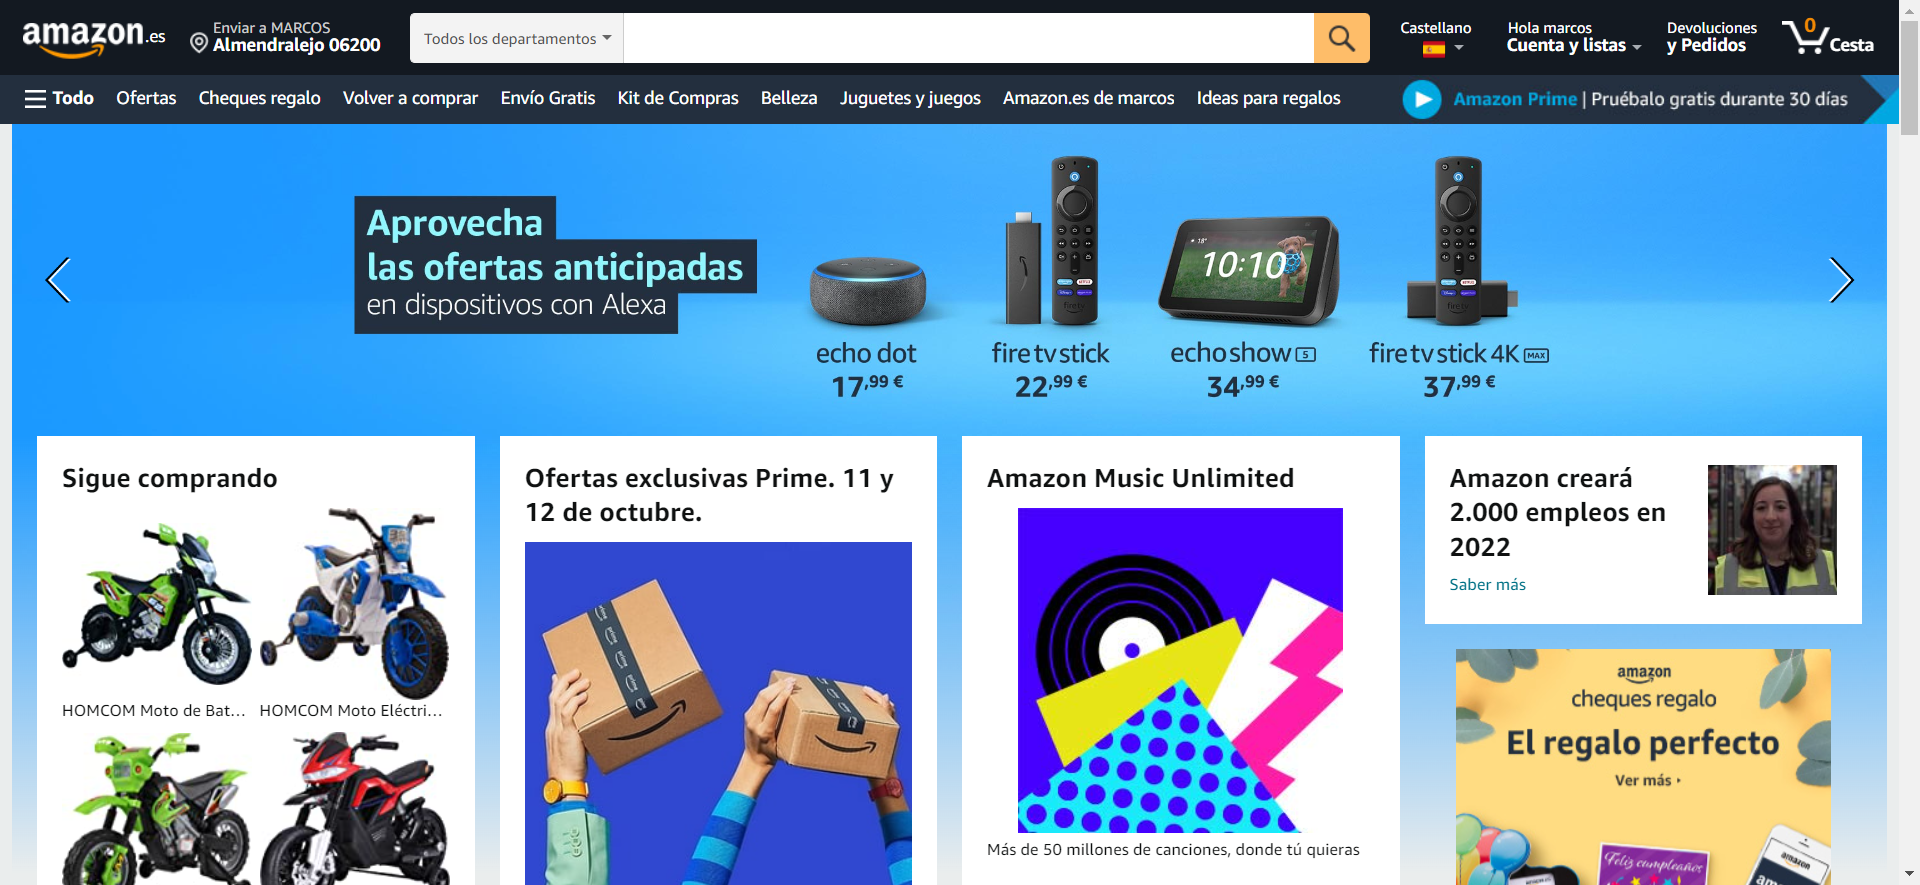 amazon.es
Enviar a MARCOS
Almendralejo 06200
Todos los departamentos
Castellano
Hola marcos
Cuenta y listas
Devoluciones
y Pedidos
0
Cesta
Todo
Ofertas
Cheques regalo
Volver a comprar
Envío Gratis
Kit de Compras
Belleza
Juguetes y juegos
Amazon.es de marcos
Ideas para regalos
Amazon Prime | Pruébalo gratis durante 30 días
Aprovecha
las ofertas anticipadas
en dispositivos con Alexa
18°
10:10
echo dot
17,99 €
fire tv stick
22,99 €
echo show 5
34,99 €
fire tv stick 4K MAX
37,99 €
Sigue comprando
HOMCOM Moto de Bat...
HOMCOM Moto Eléctri...
Ofertas exclusivas Prime. 11 y
12 de octubre.
prime
Amazon Music Unlimited
Más de 50 millones de canciones, donde tú quieras
Amazon creará
2.000 empleos en
2022
Saber más
amazon
cheques regalo
El regalo perfecto
Ver más
Feliz cumpleaños
amazon